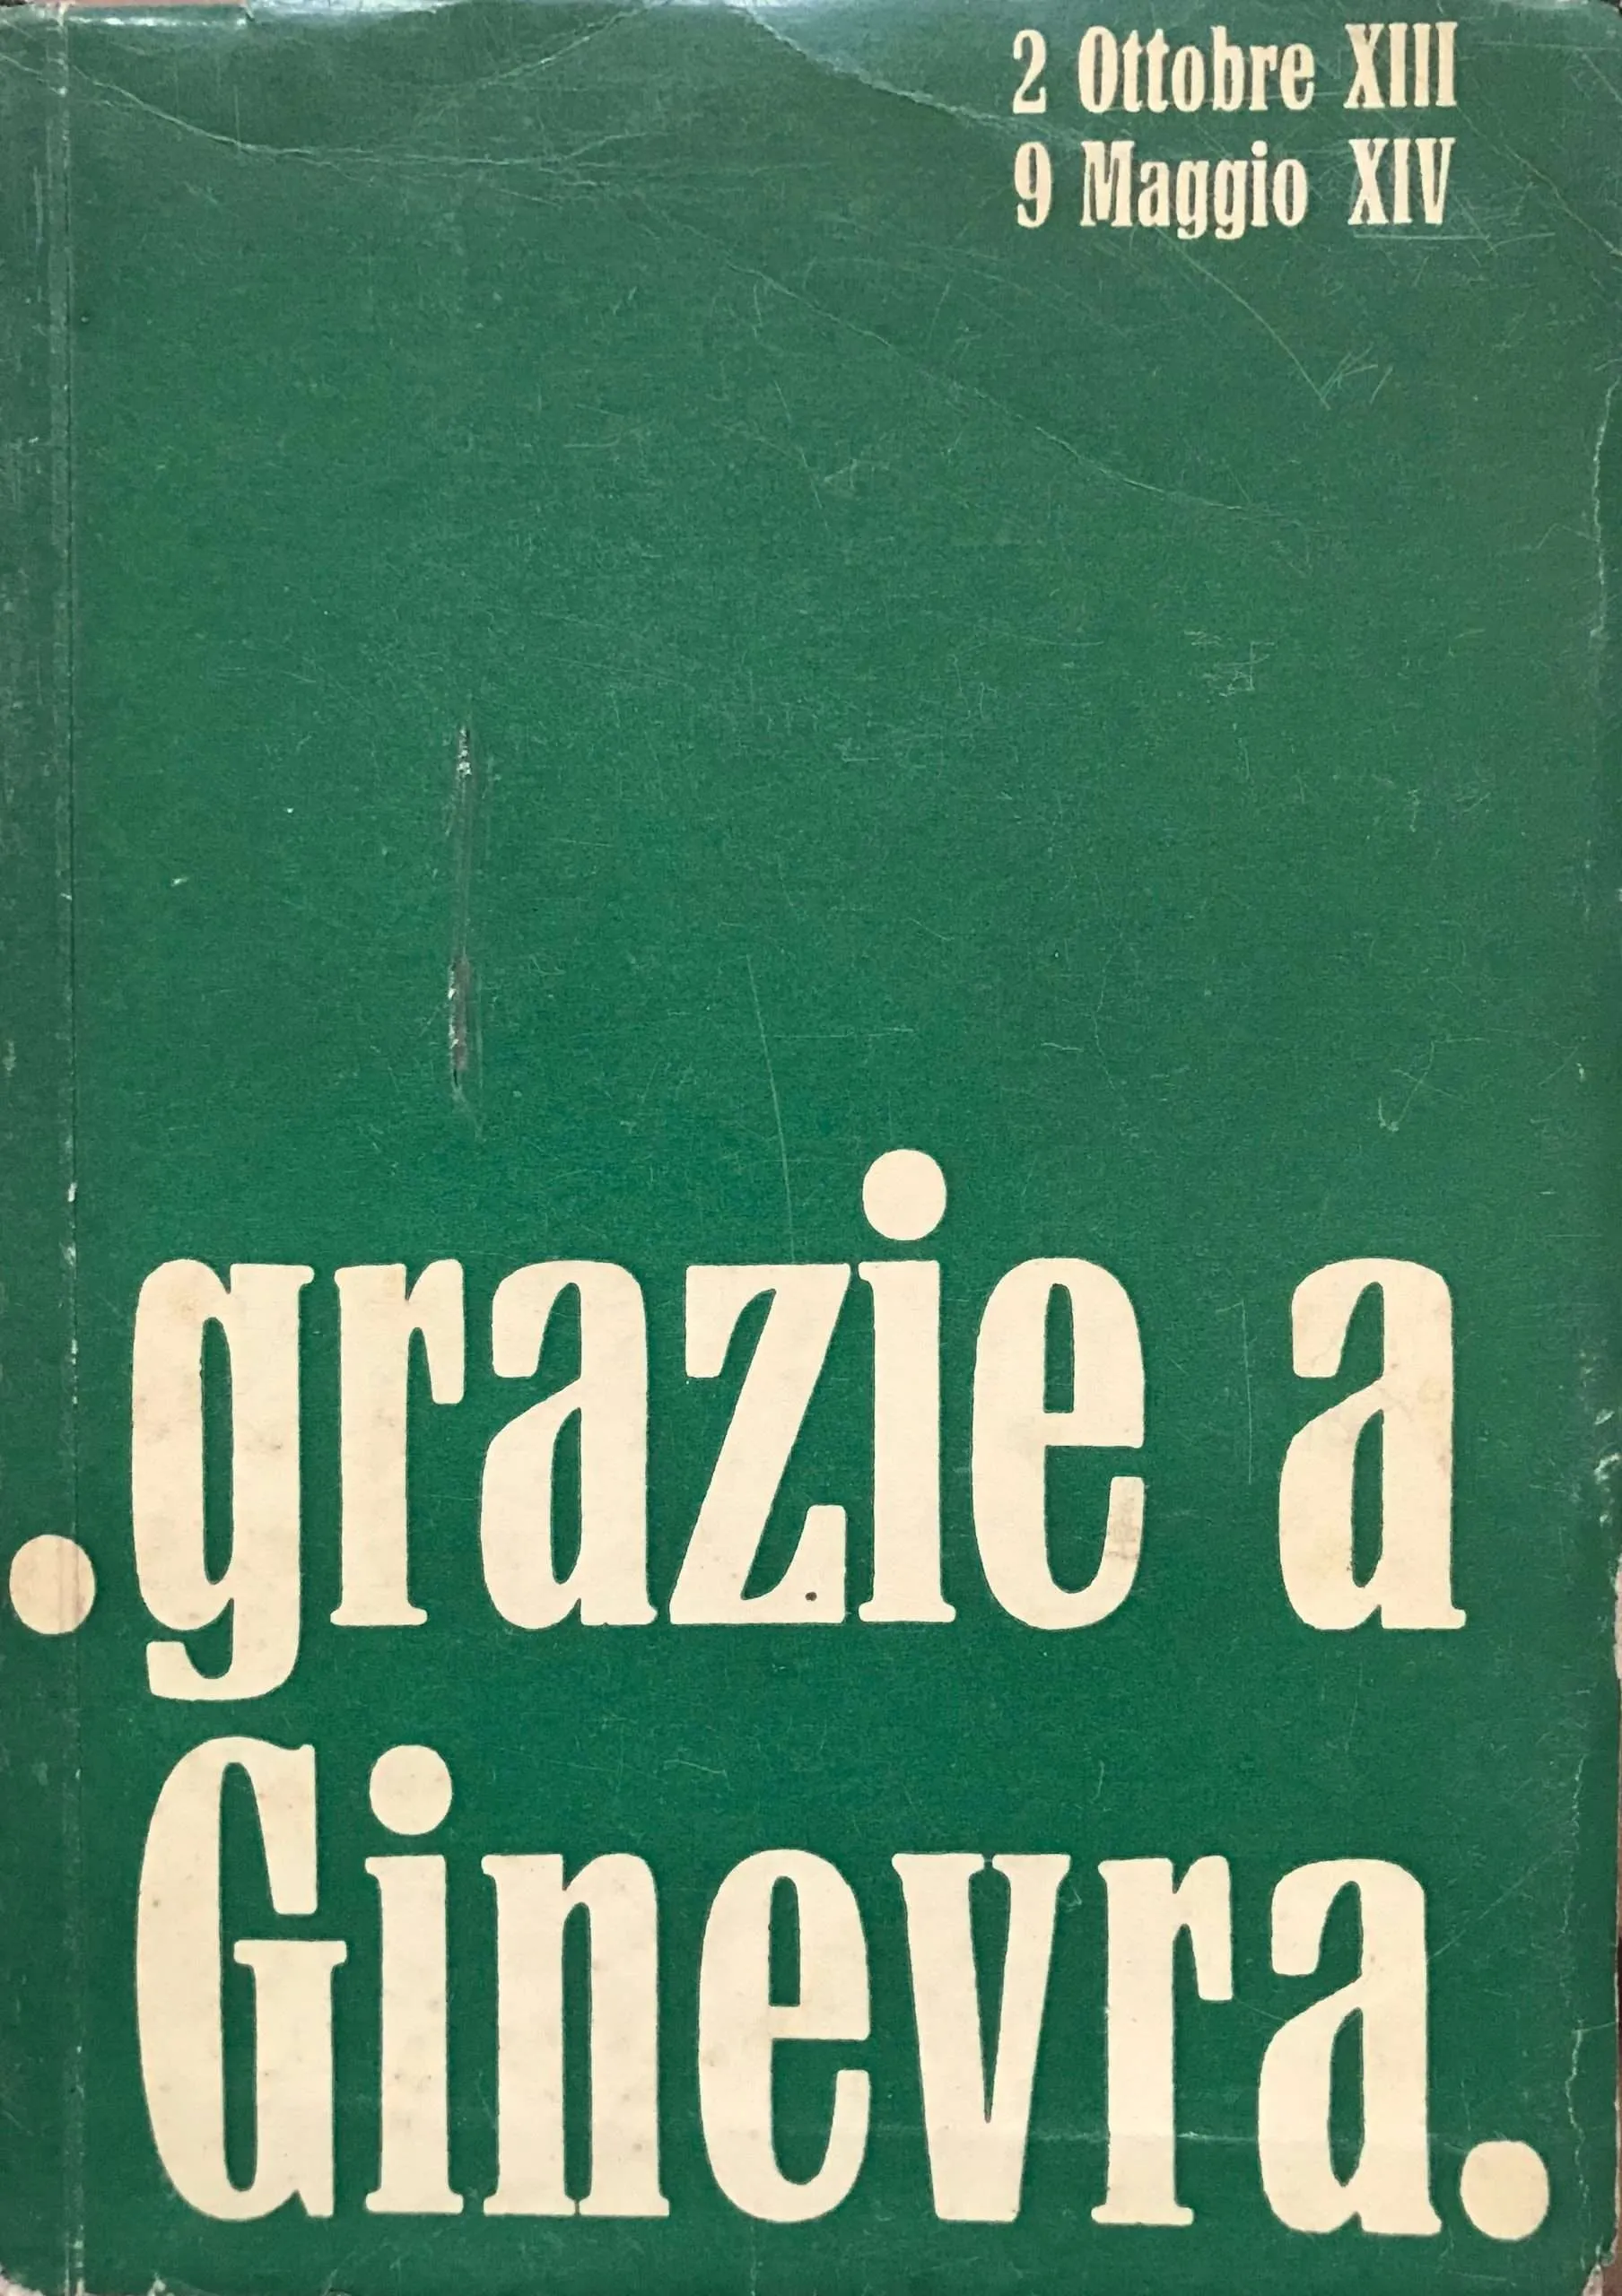 2 Ottobre XIII
9 Maggio XIV
.grazie a
Ginevra.